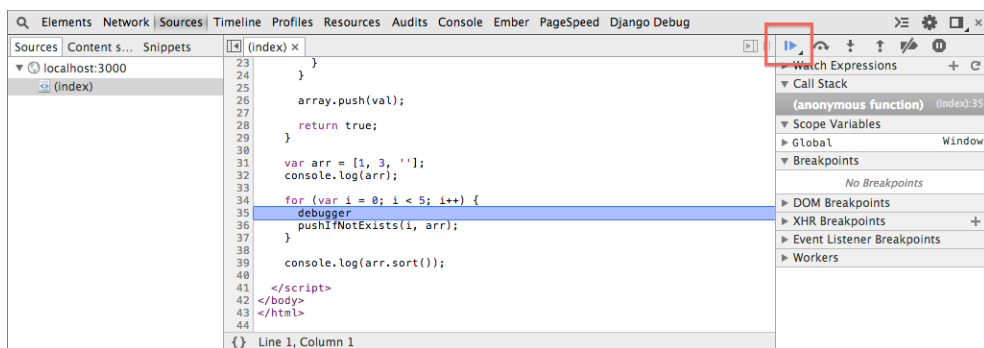 Elements Network Sources Timeline Profiles Resources Audits Console Ember PageSpeed Django Debug
Sources Content s... Snippets
(index) ×
localhost:3000
(index)
23 }
24 }
25
26 array.push(val);
27
28 return true;
29 }
30
31 var arr = [1, 3, ''];
32 console.log(arr);
33
34 for (var i = 0; i < 5; i++) {
35 debugger
36 pushIfNotExists(i, arr);
37 }
38
39 console.log(arr.sort());
40
41 </script>
42 </body>
43 </html>
44
{} Line 1, Column 1
Watch Expressions
Call Stack
(anonymous function) (index):35
Scope Variables
Global Window
Breakpoints
No Breakpoints
DOM Breakpoints
XHR Breakpoints
Event Listener Breakpoints
Workers